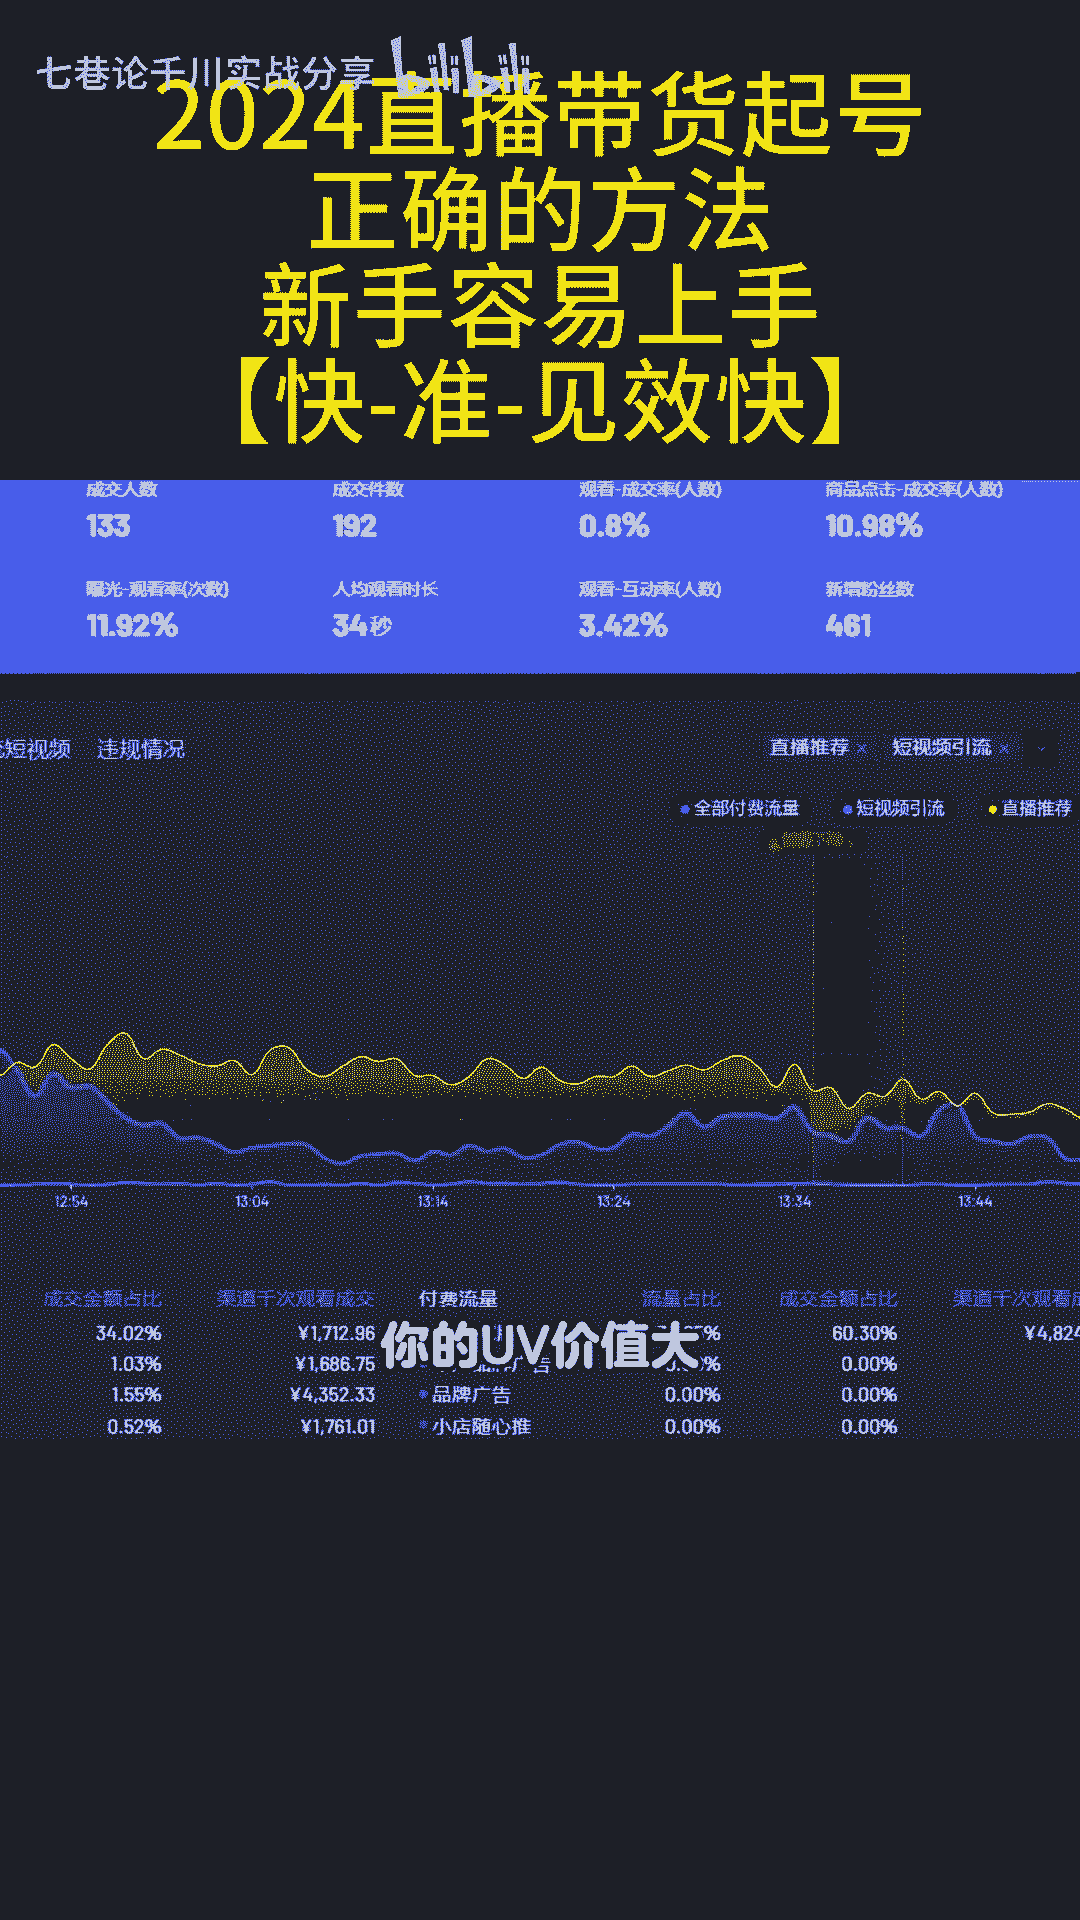 七巷论千川实战分享 bilibili
2024直播带货起号
正确的方法
新手容易上手
【快-准-见效快】
成交人数 成交件数 观看-成交率(人数) 商品点击-成交率(人数)
133 192 0.8% 10.98%
曝光-观看率(次数) 人均观看时长 观看-互动率(人数) 新增粉丝数
11.92% 34秒 3.42% 461
短视频 违规情况 直播推荐 × 短视频引流 ×
全部付费流量 短视频引流 直播推荐
12:54 13:04 13:14 13:24 13:34 13:44
成交金额占比 渠道千次观看成交 付费流量 流量占比 成交金额占比 渠道千次观看成
34.02% ¥1,712.96 60.30% ¥4,824
你的UV价值大
1.03% ¥1,686.75 0.00%
1.55% ¥4,352.33 品牌广告 0.00% 0.00%
0.52% ¥1,761.01 小店随心推 0.00% 0.00%